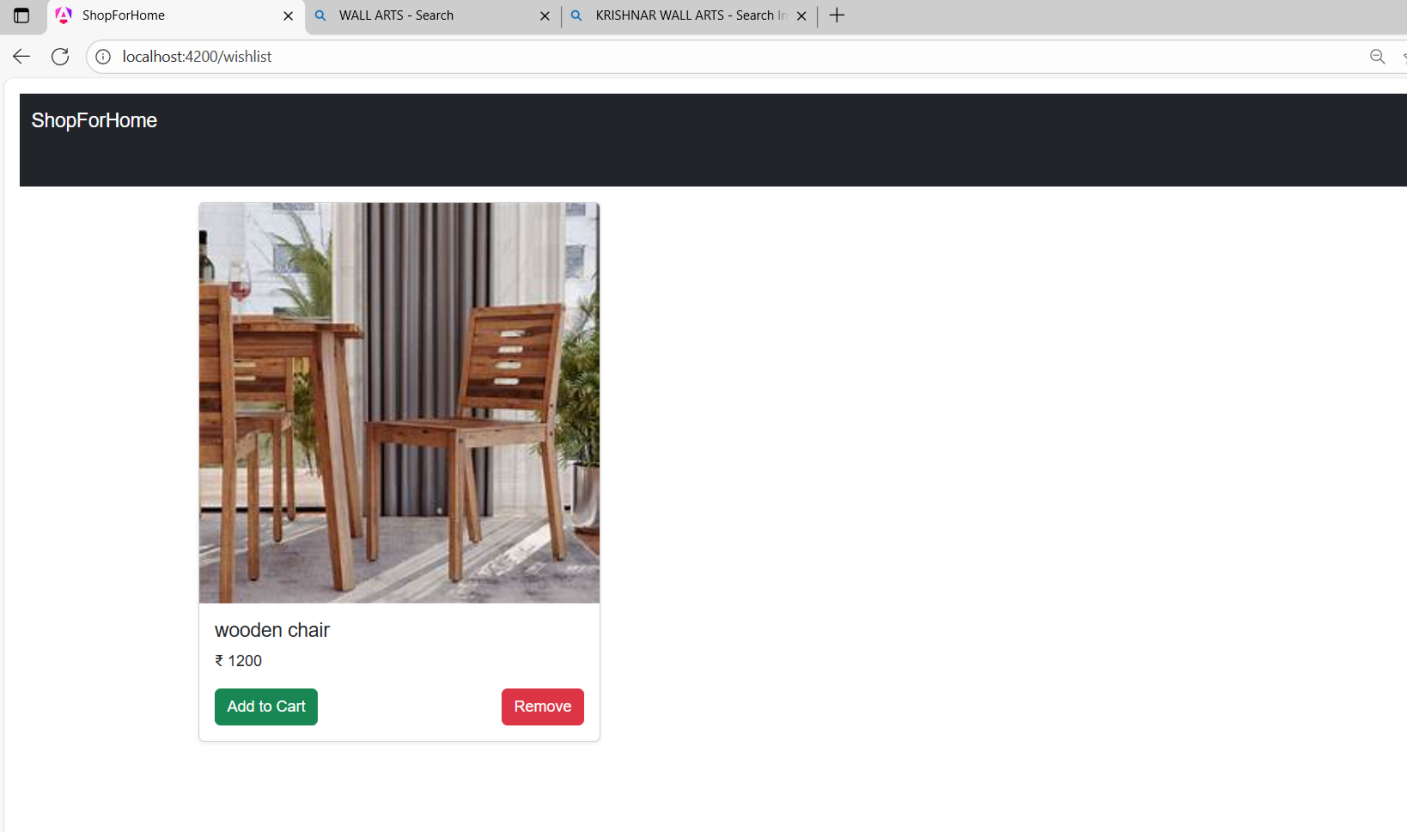 ShopForHome
WALL ARTS - Search
KRISHNAR WALL ARTS - Search
localhost:4200/wishlist
ShopForHome
wooden chair
₹ 1200
Add to Cart
Remove